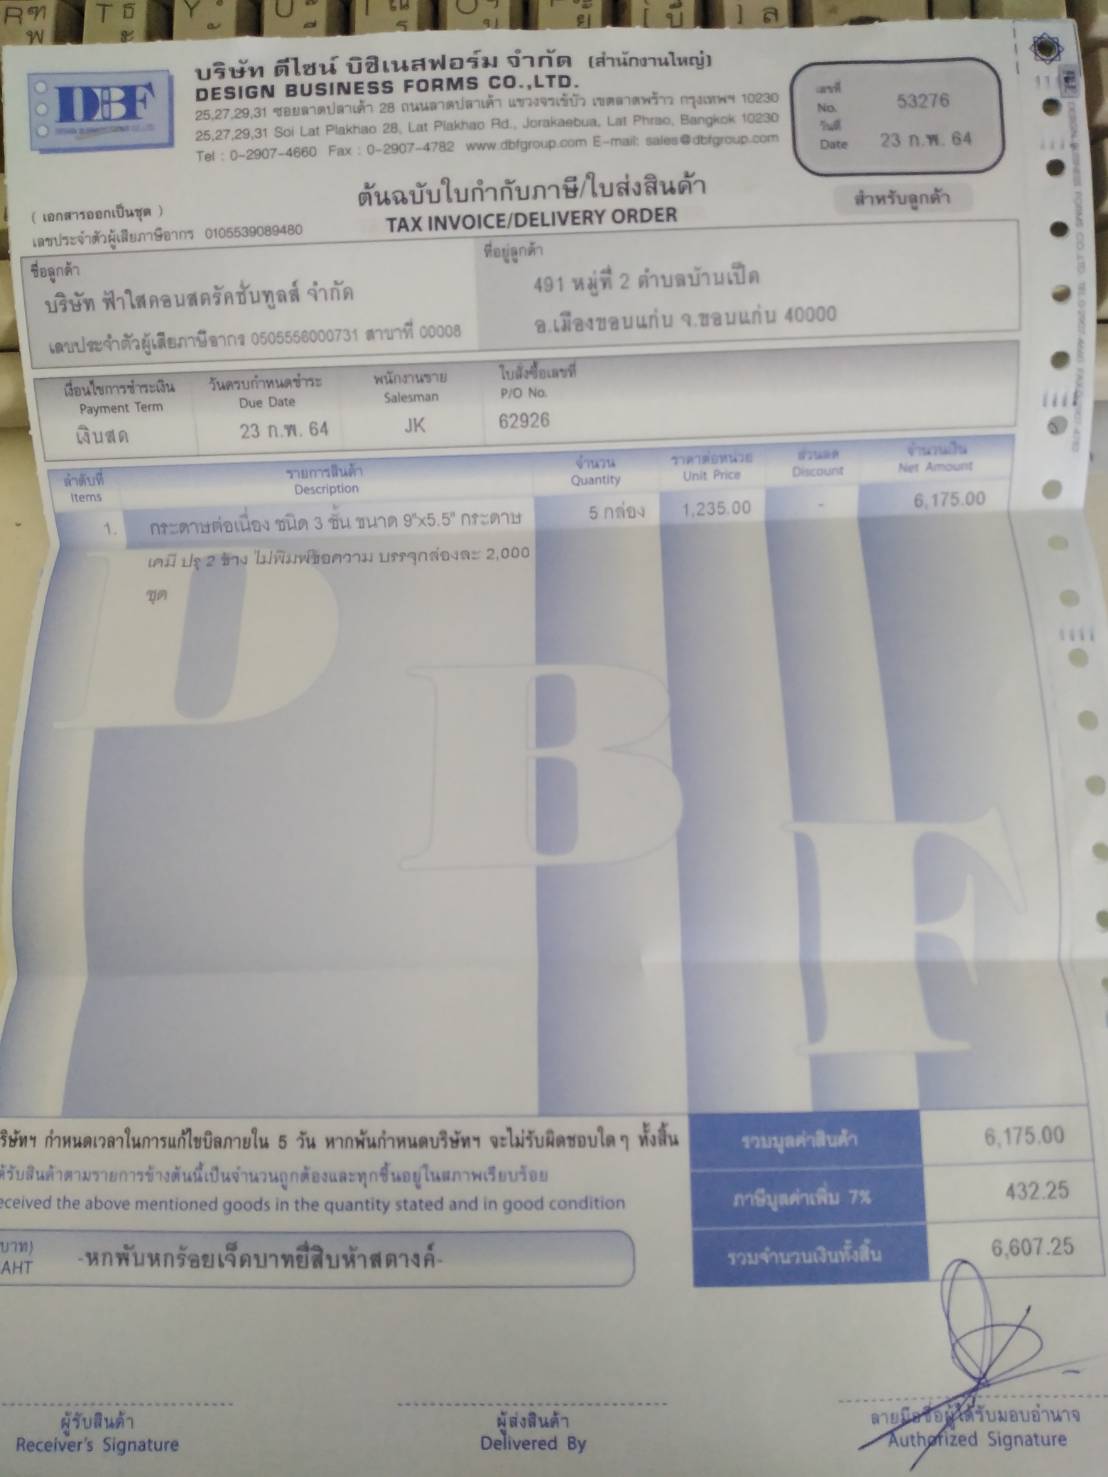 บริษัท ดีไซน์ บิซิเนสฟอร์ม จำกัด (สำนักงานใหญ่)
DESIGN BUSINESS FORMS CO.,LTD.
25,27,29,31 ซอยลาดปลาเค้า 28 ถนนลาดปลาเค้า แขวงจรเข้บัว เขตลาดพร้าว กรุงเทพฯ 10230
25,27,29,31 Soi Lat Plakhao 28, Lat Plakhao Rd., Jorakaebua, Lat Phrao, Bangkok 10230
Tel : 0-2907-4660 Fax : 0-2907-4782 www.dbfgroup.com E-mail: sales@dbfgroup.com
DBF
เลขที่
No. 53276
วันที่
Date 23 ก.พ. 64
ต้นฉบับใบกำกับภาษี/ใบส่งสินค้า
TAX INVOICE/DELIVERY ORDER
สำหรับลูกค้า
( เอกสารออกเป็นชุด )
เลขประจำตัวผู้เสียภาษีอากร 0105539089480
ชื่อลูกค้า
บริษัท ฟ้าใสคอนสตรัคชั่นทูลส์ จำกัด
เลขประจำตัวผู้เสียภาษีอากร 0505556000731 สาขาที่ 00008
ที่อยู่ลูกค้า
491 หมู่ที่ 2 ตำบลบ้านเป็ด
อ.เมืองขอนแก่น จ.ขอนแก่น 40000
เงื่อนไขการชำระเงิน วันครบกำหนดชำระ พนักงานขาย ใบสั่งซื้อเลขที่
Payment Term Due Date Salesman P/O No.
เงินสด 23 ก.พ. 64 JK 62926
ลำดับที่ รายการสินค้า จำนวน ราคาต่อหน่วย ส่วนลด จำนวนเงิน
Items Description Quantity Unit Price Discount Net Amount
1. กระดาษต่อเนื่อง ชนิด 3 ชั้น ขนาด 9"x5.5" กระดาษ 5 กล่อง 1,235.00 - 6,175.00
เคมี ปรุ 2 ข้าง ไม่พิมพ์ข้อความ บรรจุกล่องละ 2,000
ชุด
D B F
ริษัทฯ กำหนดเวลาในการแก้ไขบิลภายใน 5 วัน หากพ้นกำหนดบริษัทฯ จะไม่รับผิดชอบใดๆ ทั้งสิ้น
รวมมูลค่าสินค้า 6,175.00
ได้รับสินค้าตามรายการข้างต้นนี้เป็นจำนวนถูกต้องและทุกชิ้นอยู่ในสภาพเรียบร้อย
eceived the above mentioned goods in the quantity stated and in good condition
ภาษีมูลค่าเพิ่ม 7% 432.25
บาท)
AHT -หกพันหกร้อยเจ็ดบาทยี่สิบห้าสตางค์-
รวมจำนวนเงินทั้งสิ้น 6,607.25
ผู้รับสินค้า ผู้ส่งสินค้า ลายมือชื่อผู้ได้รับมอบอำนาจ
Receiver's Signature Delivered By Authorized Signature